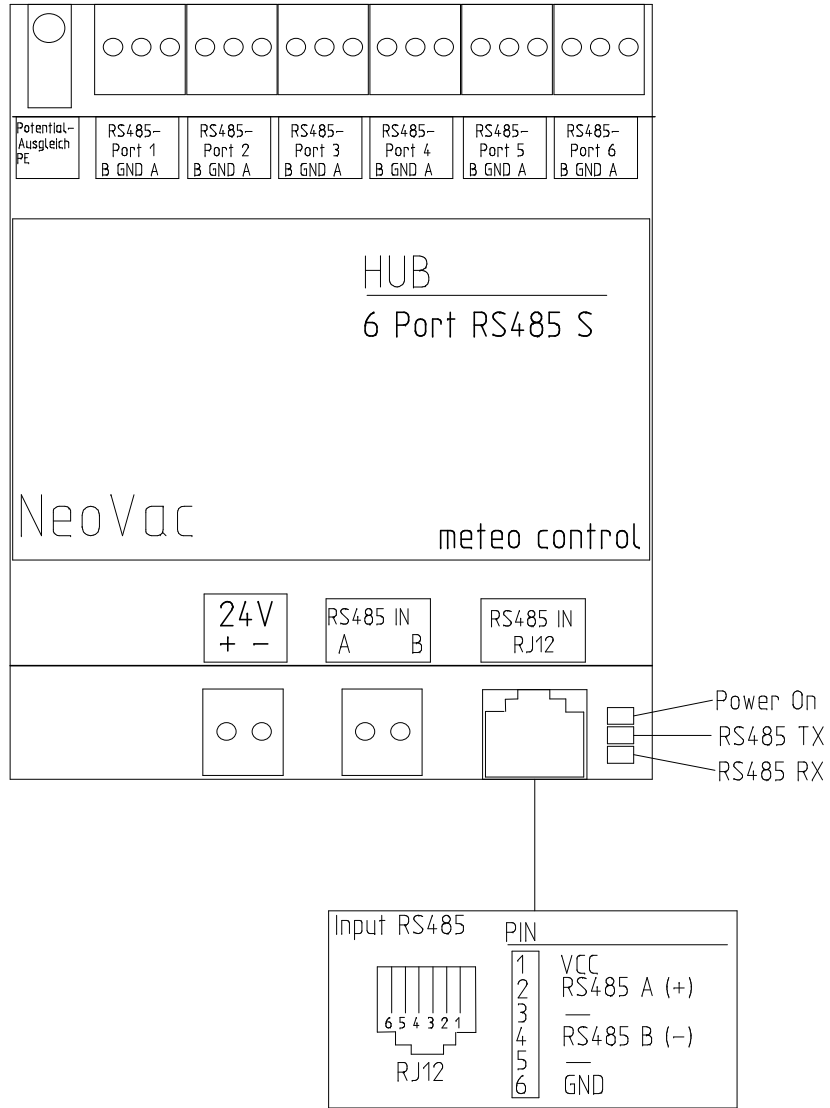 Potential-
Ausgleich
PE
RS485-
Port 1
B GND A
RS485-
Port 2
B GND A
RS485-
Port 3
B GND A
RS485-
Port 4
B GND A
RS485-
Port 5
B GND A
RS485-
Port 6
B GND A
HUB
6 Port RS485 S
NeoVac
meteo control
24V
+ -
RS485 IN
A B
RS485 IN
RJ12
Power On
RS485 TX
RS485 RX
Input RS485
6 5 4 3 2 1
RJ12
PIN
1 VCC
2 RS485 A (+)
3 —
4 RS485 B (-)
5 —
6 GND